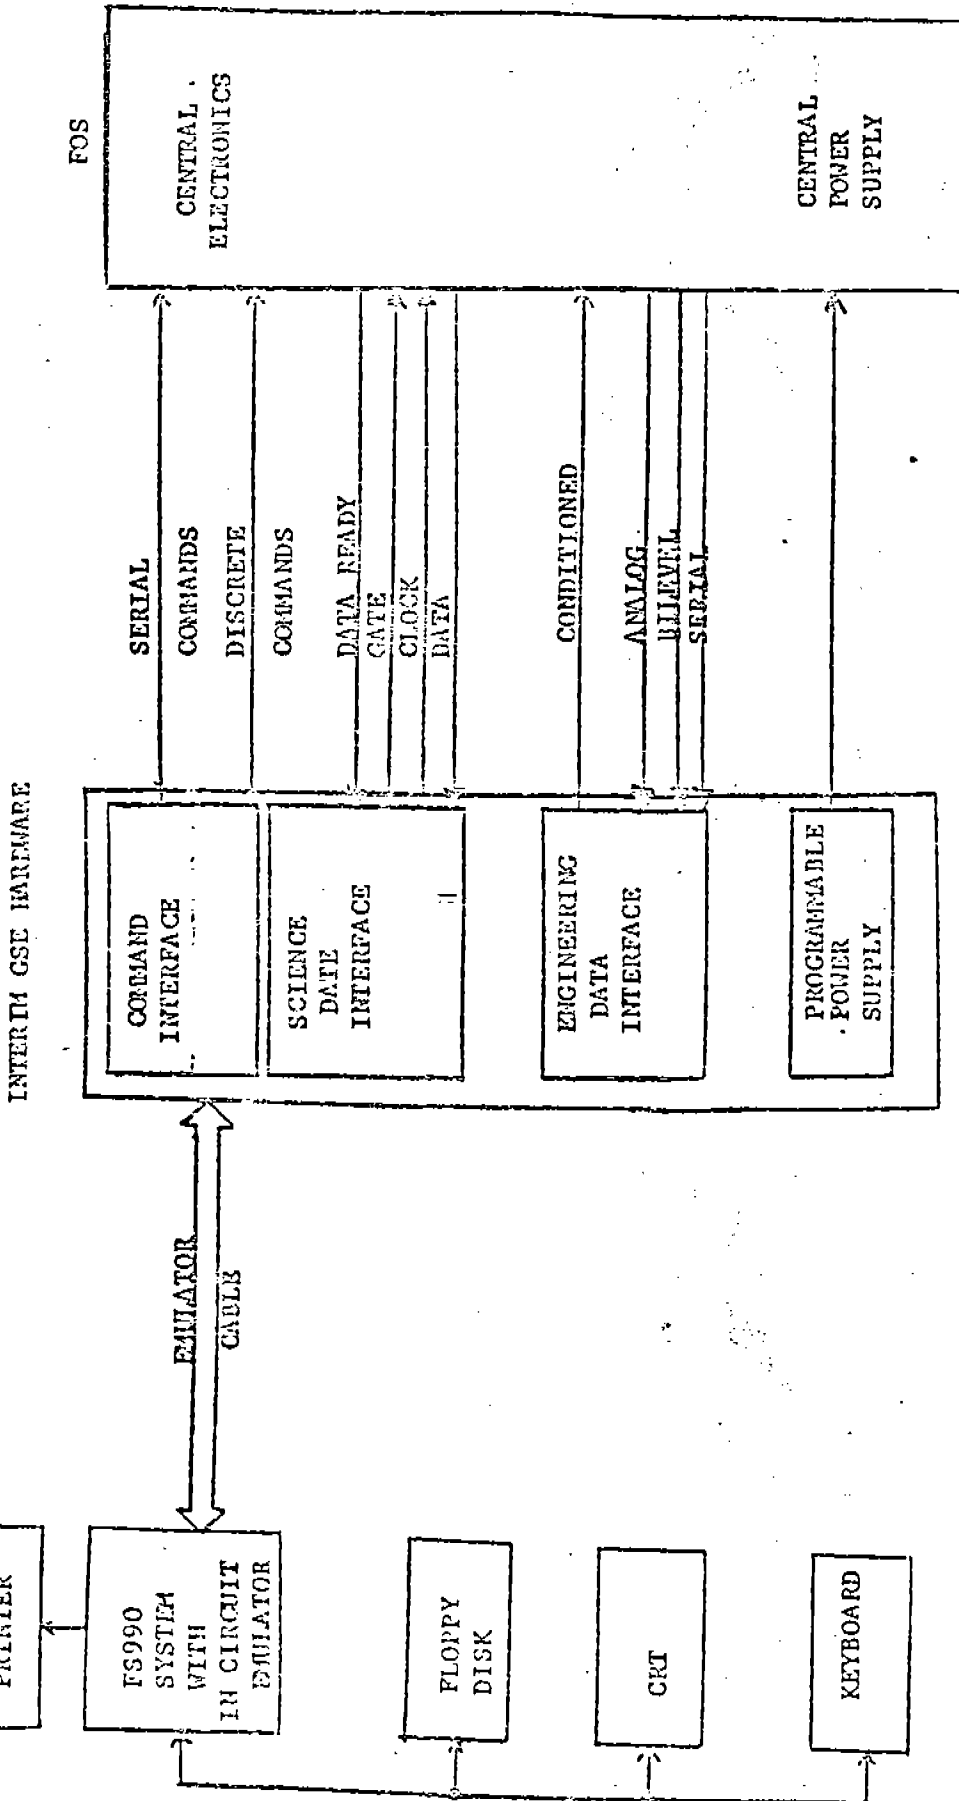 PRINTER
FS990
SYSTEM
WITH
IN CIRCUIT
EMULATOR
FLOPPY
DISK
CRT
KEYBOARD
EMULATOR
CABLE
INTERIM GSE HARDWARE
COMMAND
INTERFACE
SCIENCE
DATE
INTERFACE
ENGINEERING
DATA
INTERFACE
PROGRAMMABLE
POWER
SUPPLY
SERIAL
COMMANDS
DISCRETE
COMMANDS
DATA READY
GATE
CLOCK
DATA
CONDITIONED
ANALOG
BILEVEL
SERIAL
FOS
CENTRAL
ELECTRONICS
CENTRAL
POWER
SUPPLY